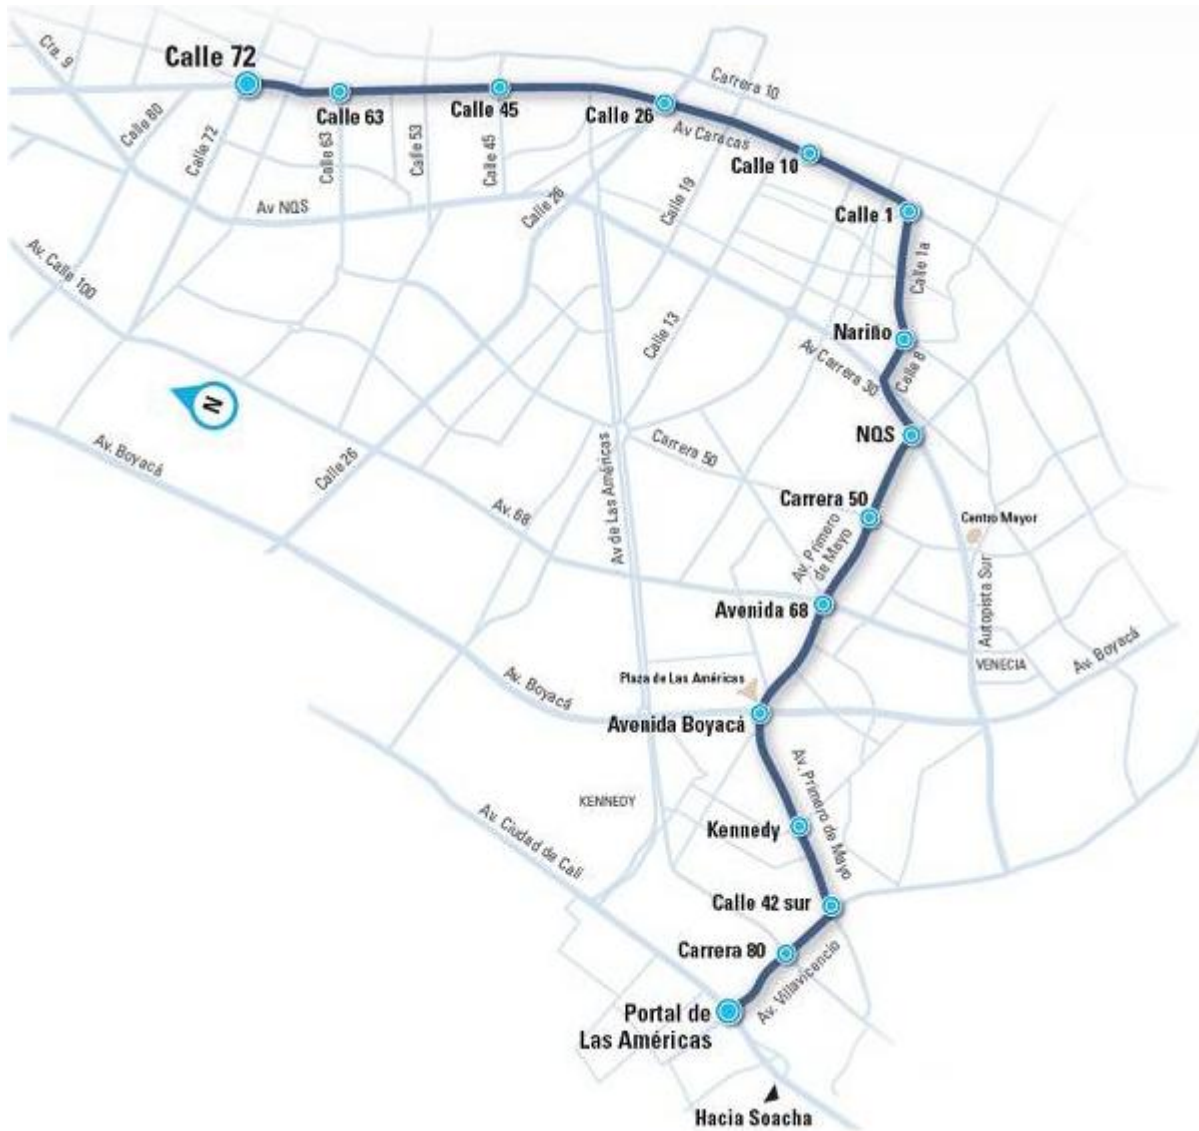 Cra. 9
Calle 72
Carrera 10
Calle 63
Calle 45
Calle 26
Av Caracas
Calle 10
Calle 80
Calle 72
Calle 63
Calle 53
Calle 45
Calle 26
Calle 19
Calle 1
Av NQS
Calle 1a
Av. Calle 100
Calle 13
Nariño
Av Carrera 30
Calle 8
N
NQS
Av. Boyacá
Calle 26
Carrera 50
Av de Las Américas
Av. 68
Carrera 50
Av. Primero
de Mayo
Centro Mayor
Autopista Sur
Avenida 68
VENECIA
Av. Boyacá
Plaza de Las Américas
Av. Boyacá
Avenida Boyacá
Av. Primero de Mayo
KENNEDY
Kennedy
Av. Ciudad de Cali
Calle 42 sur
Carrera 80
Av. Villavicencio
Portal de
Las Américas
Hacia Soacha